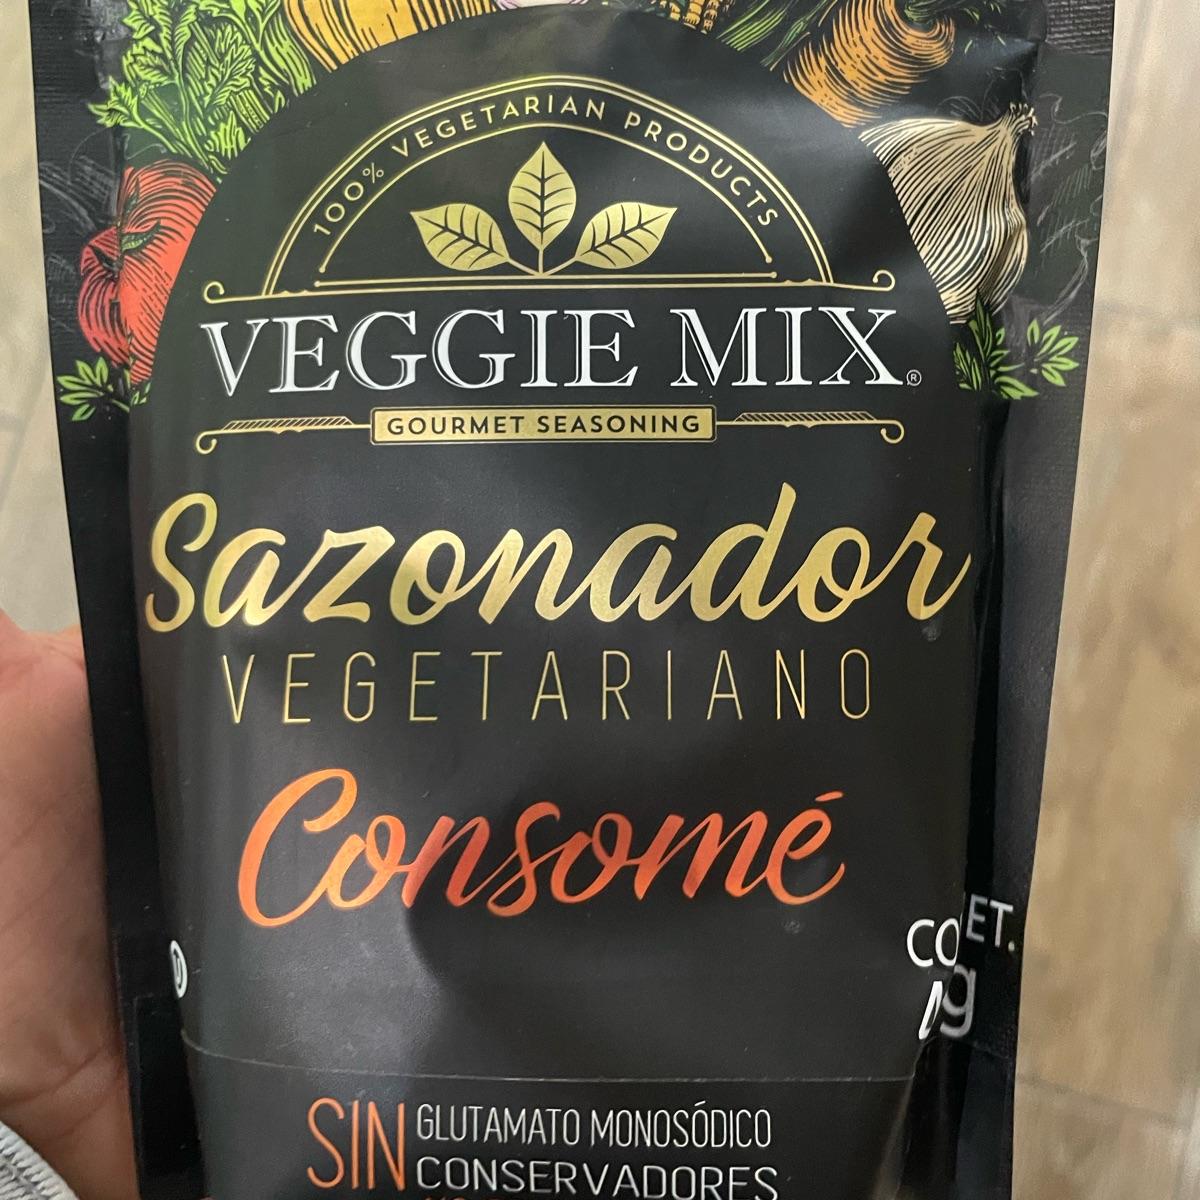 100% VEGETARIAN PRODUCTS
VEGGIE MIX®
GOURMET SEASONING
Sazonador
VEGETARIANO
Consomé
U
SIN GLUTAMATO MONOSÓDICO
CONSERVADORES